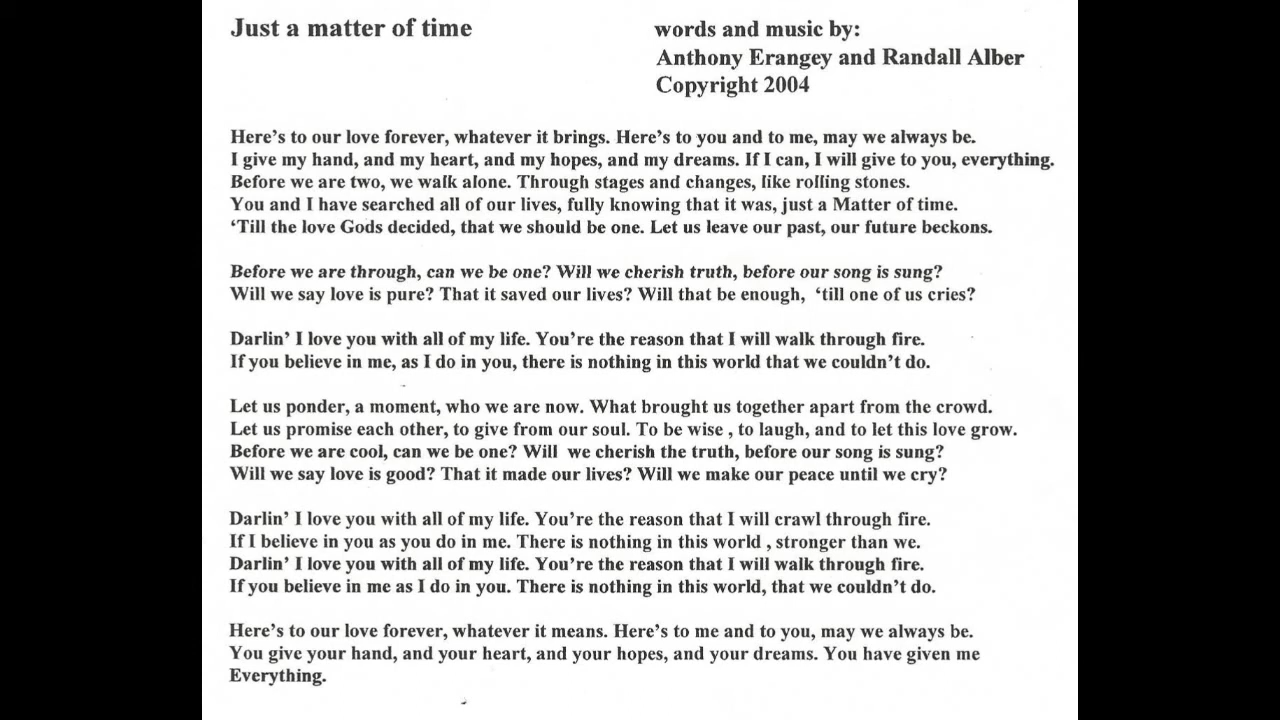 Just a matter of time
words and music by:
Anthony Erangey and Randall Alber
Copyright 2004
Here's to our love forever, whatever it brings. Here's to you and to me, may we always be.
I give my hand, and my heart, and my hopes, and my dreams. If I can, I will give to you, everything.
Before we are two, we walk alone. Through stages and changes, like rolling stones.
You and I have searched all of our lives, fully knowing that it was, just a Matter of time.
‘Till the love Gods decided, that we should be one. Let us leave our past, our future beckons.
Before we are through, can we be one? Will we cherish truth, before our song is sung?
Will we say love is pure? That it saved our lives? Will that be enough, ‘till one of us cries?
Darlin’ I love you with all of my life. You’re the reason that I will walk through fire.
If you believe in me, as I do in you, there is nothing in this world that we couldn’t do.
Let us ponder, a moment, who we are now. What brought us together apart from the crowd.
Let us promise each other, to give from our soul. To be wise , to laugh, and to let this love grow.
Before we are cool, can we be one? Will we cherish the truth, before our song is sung?
Will we say love is good? That it made our lives? Will we make our peace until we cry?
Darlin’ I love you with all of my life. You’re the reason that I will crawl through fire.
If I believe in you as you do in me. There is nothing in this world , stronger than we.
Darlin’ I love you with all of my life. You’re the reason that I will walk through fire.
If you believe in me as I do in you. There is nothing in this world, that we couldn’t do.
Here’s to our love forever, whatever it means. Here’s to me and to you, may we always be.
You give your hand, and your heart, and your hopes, and your dreams. You have given me
Everything.